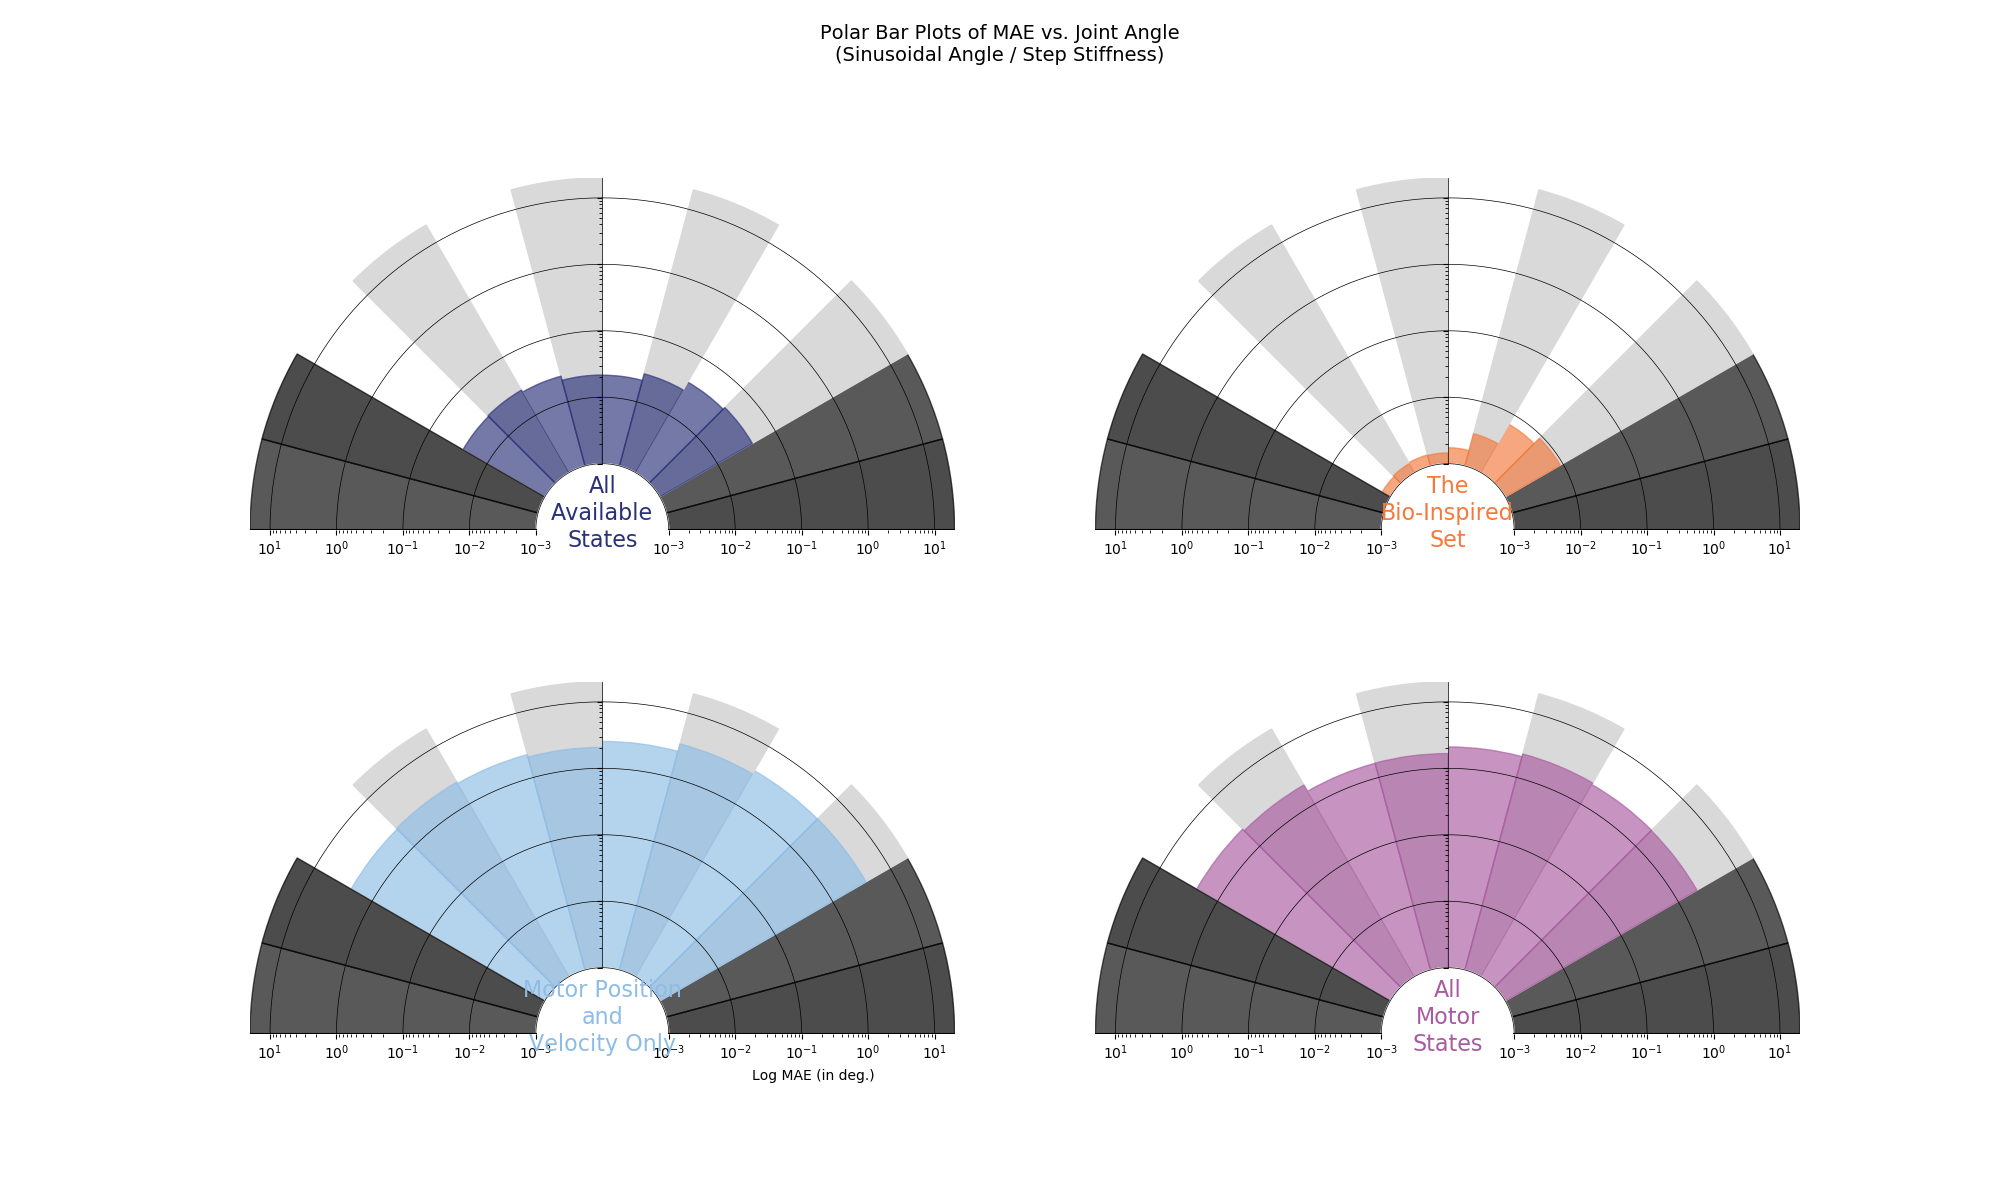 Polar Bar Plots of MAE vs. Joint Angle
(Sinusoidal Angle / Step Stiffness)
All
Available
States
10¹ 10⁰ 10⁻¹ 10⁻² 10⁻³ 10⁻³ 10⁻² 10⁻¹ 10⁰ 10¹
The
Bio-Inspired
Set
10¹ 10⁰ 10⁻¹ 10⁻² 10⁻³ 10⁻³ 10⁻² 10⁻¹ 10⁰ 10¹
Motor Position
and
Velocity Only
10¹ 10⁰ 10⁻¹ 10⁻² 10⁻³ 10⁻³ 10⁻² 10⁻¹ 10⁰ 10¹
Log MAE (in deg.)
All
Motor
States
10¹ 10⁰ 10⁻¹ 10⁻² 10⁻³ 10⁻³ 10⁻² 10⁻¹ 10⁰ 10¹